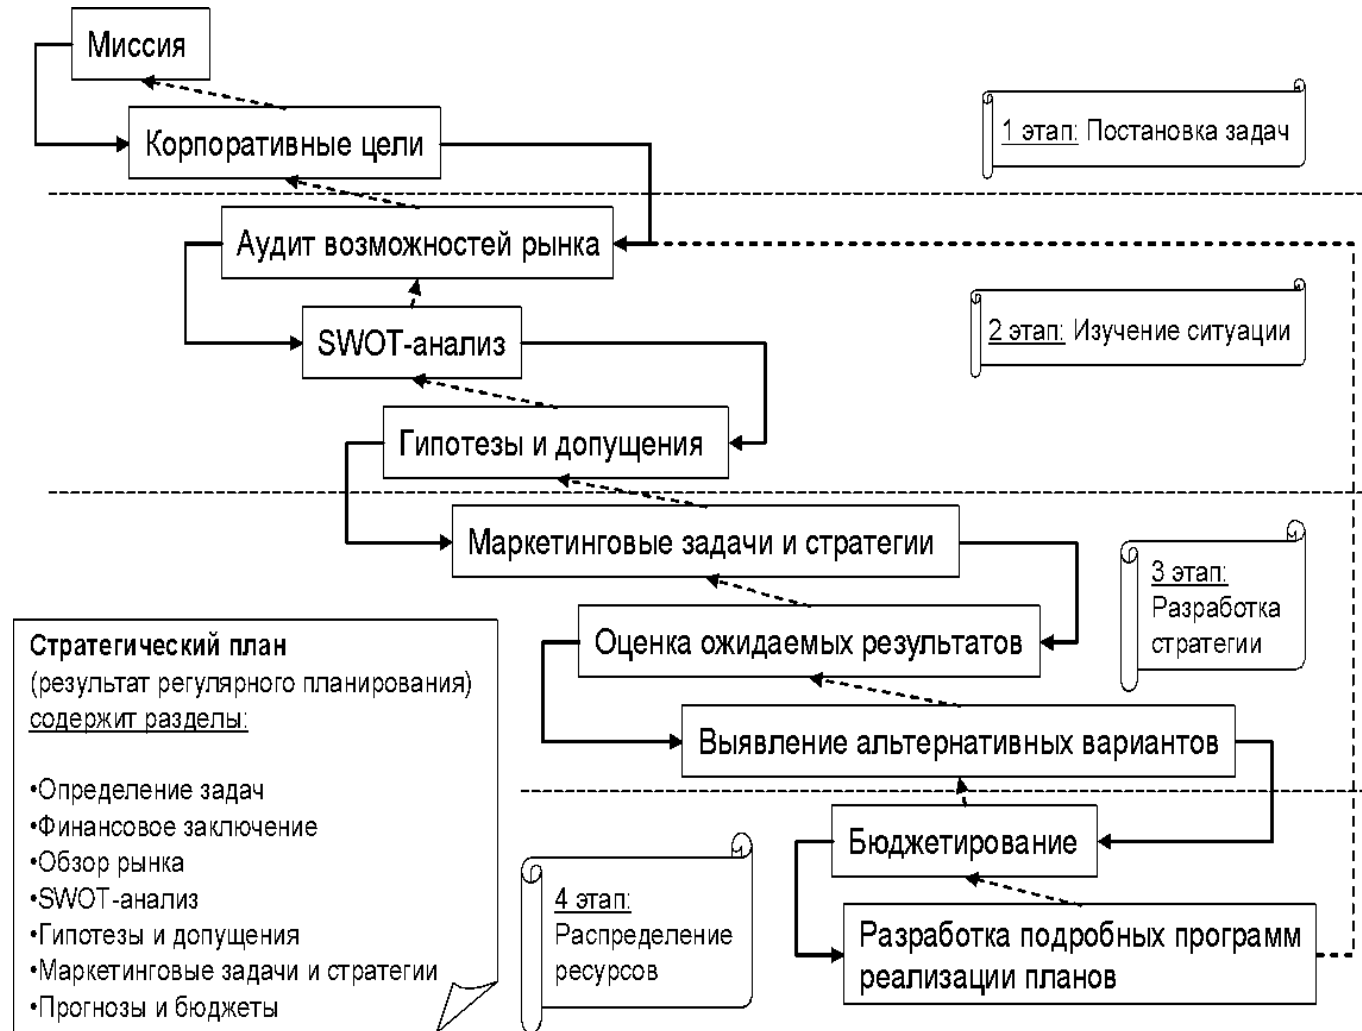 Миссия
Корпоративные цели
1 этап: Постановка задач
Аудит возможностей рынка
SWOT-анализ
2 этап: Изучение ситуации
Гипотезы и допущения
Маркетинговые задачи и стратегии
3 этап:
Разработка
стратегии
Оценка ожидаемых результатов
Выявление альтернативных вариантов
Стратегический план
(результат регулярного планирования)
содержит разделы:
•Определение задач
•Финансовое заключение
•Обзор рынка
•SWOT-анализ
•Гипотезы и допущения
•Маркетинговые задачи и стратегии
•Прогнозы и бюджеты
Бюджетирование
4 этап:
Распределение
ресурсов
Разработка подробных программ
реализации планов